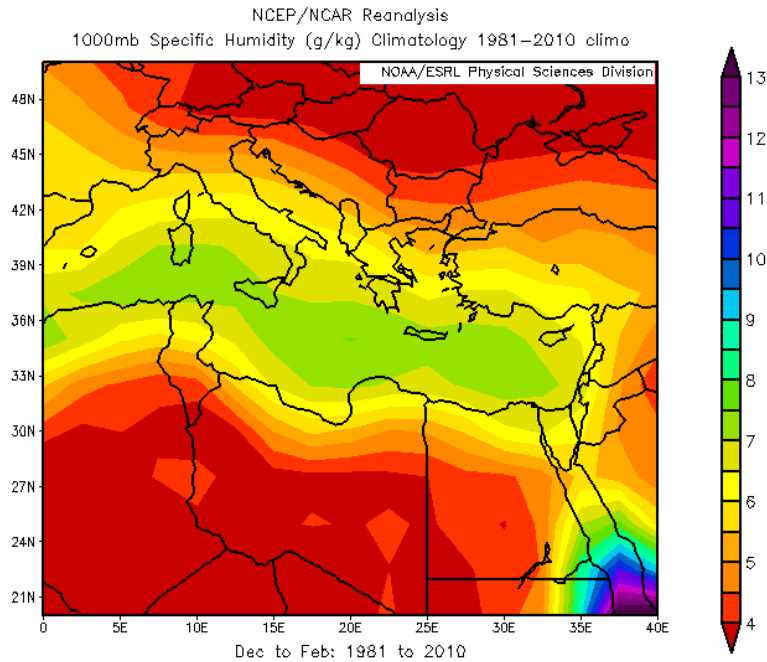 NCEP/NCAR Reanalysis
1000mb Specific Humidity (g/kg) Climatology 1981-2010 climo
NOAA/ESRL Physical Sciences Division
48N
45N
42N
39N
36N
33N
30N
27N
24N
21N
0 5E 10E 15E 20E 25E 30E 35E 40E
Dec to Feb: 1981 to 2010
13
12
11
10
9
8
7
6
5
4